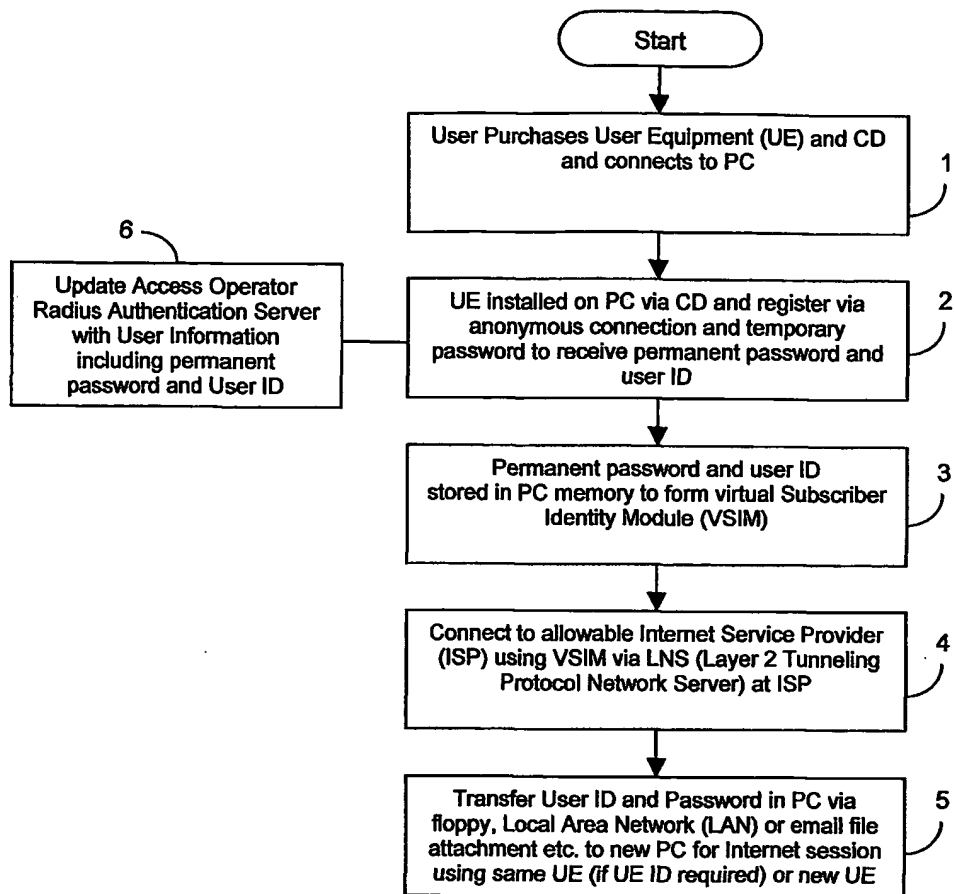 Start
User Purchases User Equipment (UE) and CD
and connects to PC
1
6
Update Access Operator
Radius Authentication Server
with User Information
including permanent
password and User ID
UE installed on PC via CD and register via
anonymous connection and temporary
password to receive permanent password and
user ID
2
Permanent password and user ID
stored in PC memory to form virtual Subscriber
Identity Module (VSIM)
3
Connect to allowable Internet Service Provider
(ISP) using VSIM via LNS (Layer 2 Tunneling
Protocol Network Server) at ISP
4
Transfer User ID and Password in PC via
floppy, Local Area Network (LAN) or email file
attachment etc. to new PC for Internet session
using same UE (if UE ID required) or new UE
5